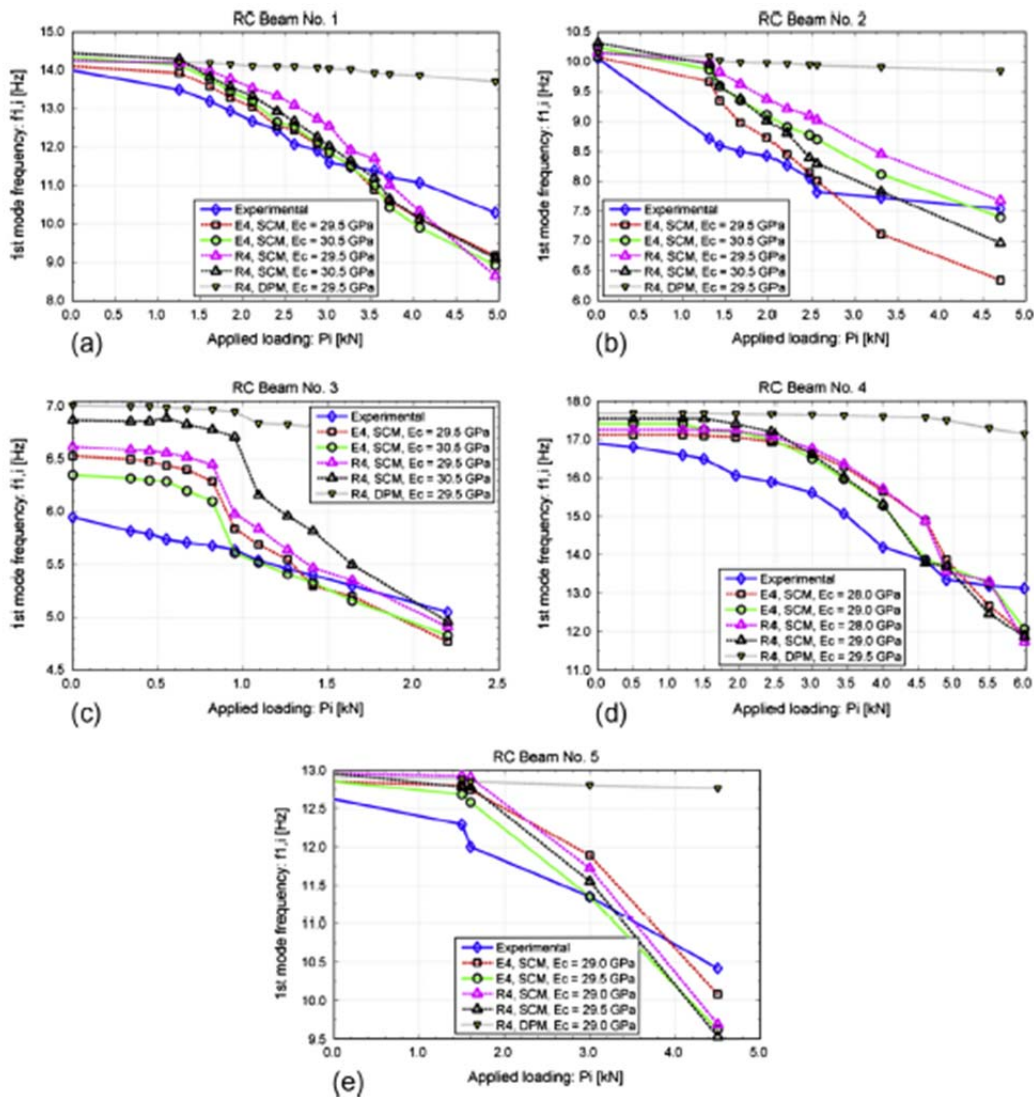 RC Beam No. 1
15.0
14.0
13.0
12.0
11.0
10.0
9.0
8.0
1st mode frequency: f1,i [Hz]
Experimental
E4, SCM, Ec = 29.5 GPa
E4, SCM, Ec = 30.5 GPa
R4, SCM, Ec = 29.5 GPa
R4, SCM, Ec = 30.5 GPa
R4, DPM, Ec = 29.5 GPa
0.0 0.5 1.0 1.5 2.0 2.5 3.0 3.5 4.0 4.5 5.0
Applied loading: Pi [kN]
(a)
RC Beam No. 2
10.5
10.0
9.5
9.0
8.5
8.0
7.5
7.0
6.5
6.0
1st mode frequency: f1,i [Hz]
Experimental
E4, SCM, Ec = 29.5 GPa
E4, SCM, Ec = 30.5 GPa
R4, SCM, Ec = 29.5 GPa
R4, SCM, Ec = 30.5 GPa
R4, DPM, Ec = 29.5 GPa
0.0 0.5 1.0 1.5 2.0 2.5 3.0 3.5 4.0 4.5 5.0
Applied loading: Pi [kN]
(b)
RC Beam No. 3
7.0
6.5
6.0
5.5
5.0
4.5
1st mode frequency: f1,i [Hz]
Experimental
E4, SCM, Ec = 29.5 GPa
E4, SCM, Ec = 30.5 GPa
R4, SCM, Ec = 29.5 GPa
R4, SCM, Ec = 30.5 GPa
R4, DPM, Ec = 29.5 GPa
0.0 0.5 1.0 1.5 2.0 2.5
Applied loading: Pi [kN]
(c)
RC Beam No. 4
18.0
17.0
16.0
15.0
14.0
13.0
12.0
11.0
1st mode frequency: f1,i [Hz]
Experimental
E4, SCM, Ec = 28.0 GPa
E4, SCM, Ec = 29.0 GPa
R4, SCM, Ec = 28.0 GPa
R4, SCM, Ec = 29.0 GPa
R4, DPM, Ec = 29.5 GPa
0.0 0.5 1.0 1.5 2.0 2.5 3.0 3.5 4.0 4.5 5.0 5.5 6.0
Applied loading: Pi [kN]
(d)
RC Beam No. 5
13.0
12.5
12.0
11.5
11.0
10.5
10.0
9.5
1st mode frequency: f1,i [Hz]
Experimental
E4, SCM, Ec = 29.0 GPa
E4, SCM, Ec = 29.5 GPa
R4, SCM, Ec = 29.0 GPa
R4, SCM, Ec = 29.5 GPa
R4, DPM, Ec = 29.0 GPa
0.0 1.0 2.0 3.0 4.0 5.0
Applied loading: Pi [kN]
(e)